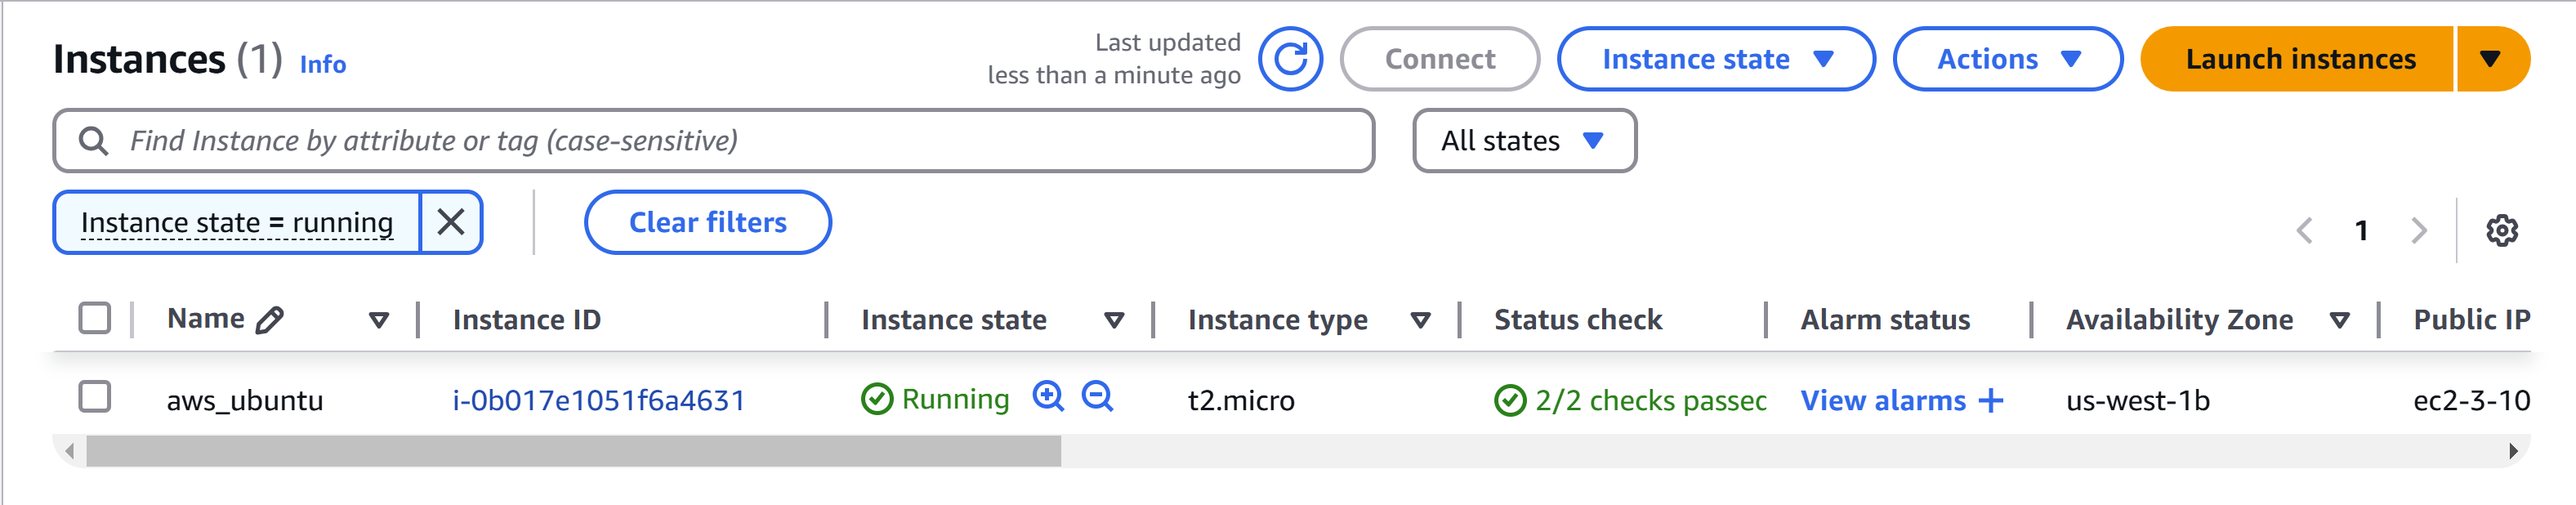 Instances (1) Info
Last updated
less than a minute ago
Connect
Instance state
Actions
Launch instances
Find Instance by attribute or tag (case-sensitive)
All states
Instance state = running
Clear filters
1
Name Instance ID Instance state Instance type Status check Alarm status Availability Zone Public IP
aws_ubuntu i-0b017e1051f6a4631 Running t2.micro 2/2 checks passec View alarms + us-west-1b ec2-3-10